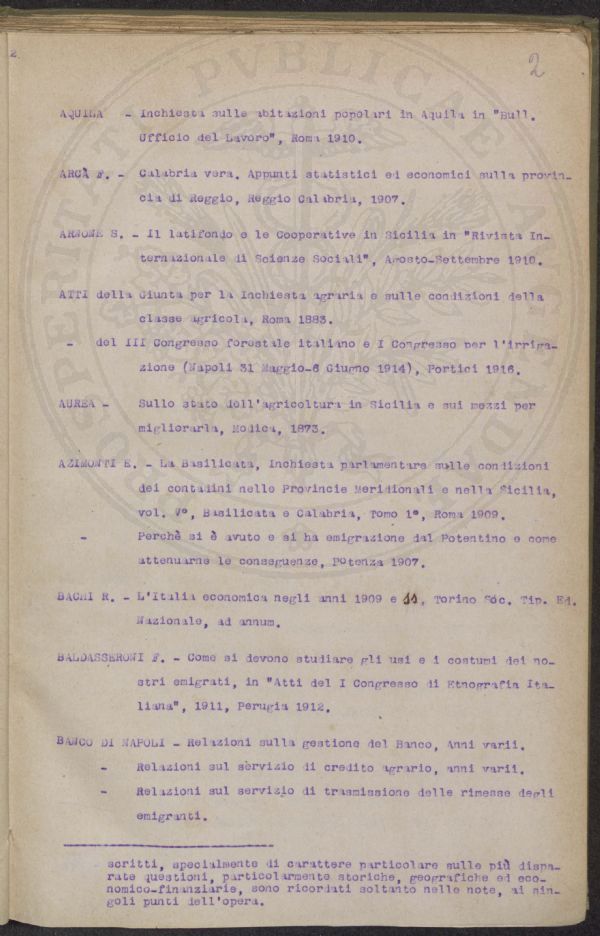 2
2
AQUILA - Inchiesta sulle abitazioni popolari in Aquila in "Bull.
Ufficio del Lavoro", Roma 1910.
ARCÀ F. - Calabria vera. Appunti statistici ed economici sulla provin-
cia di Reggio, Reggio Calabria, 1907.
ARNONE S. - Il latifondo e le Cooperative in Sicilia in "Rivista In-
ternazionale di Scienze Sociali", Agosto-Settembre 1910.
ATTI della Giunta per la Inchiesta agraria e sulle condizioni della
classe agricola, Roma 1883.
- del III Congresso forestale italiano e I Congresso per l'irriga-
zione (Napoli 31 Maggio-6 Giugno 1914), Portici 1916.
AUREA - Sullo stato dell'agricoltura in Sicilia e sui mezzi per
migliorarla, Modica, 1873.
AZIMONTI E. - La Basilicata, Inchiesta parlamentare sulle condizioni
dei contadini nelle Provincie Meridionali e nella Sicilia,
vol. V°, Basilicata e Calabria, Tomo 1°, Roma 1909.
- Perchè si è avuto e si ha emigrazione dal Potentino e come
attenuarne le conseguenze, Potenza 1907.
BACHI R. - L'Italia economica negli anni 1909 e 11, Torino Soc. Tip. Ed.
Nazionale, ad annum.
BALDASSERONI F. - Come si devono studiare gli usi e i costumi dei no-
stri emigrati, in "Atti del I Congresso di Etnografia Ita-
liana", 1911, Perugia 1912.
BANCO DI NAPOLI - Relazioni sulla gestione del Banco, Anni varii.
- Relazioni sul servizio di credito agrario, anni varii.
- Relazioni sul servizio di trasmissione delle rimesse degli
emigranti.
scritti, specialmente di carattere particolare sulle più dispa-
rate questioni, particolarmente storiche, geografiche ed eco-
nomico-finanziarie, sono ricordati soltanto nelle note, ai sin-
goli punti dell'opera.